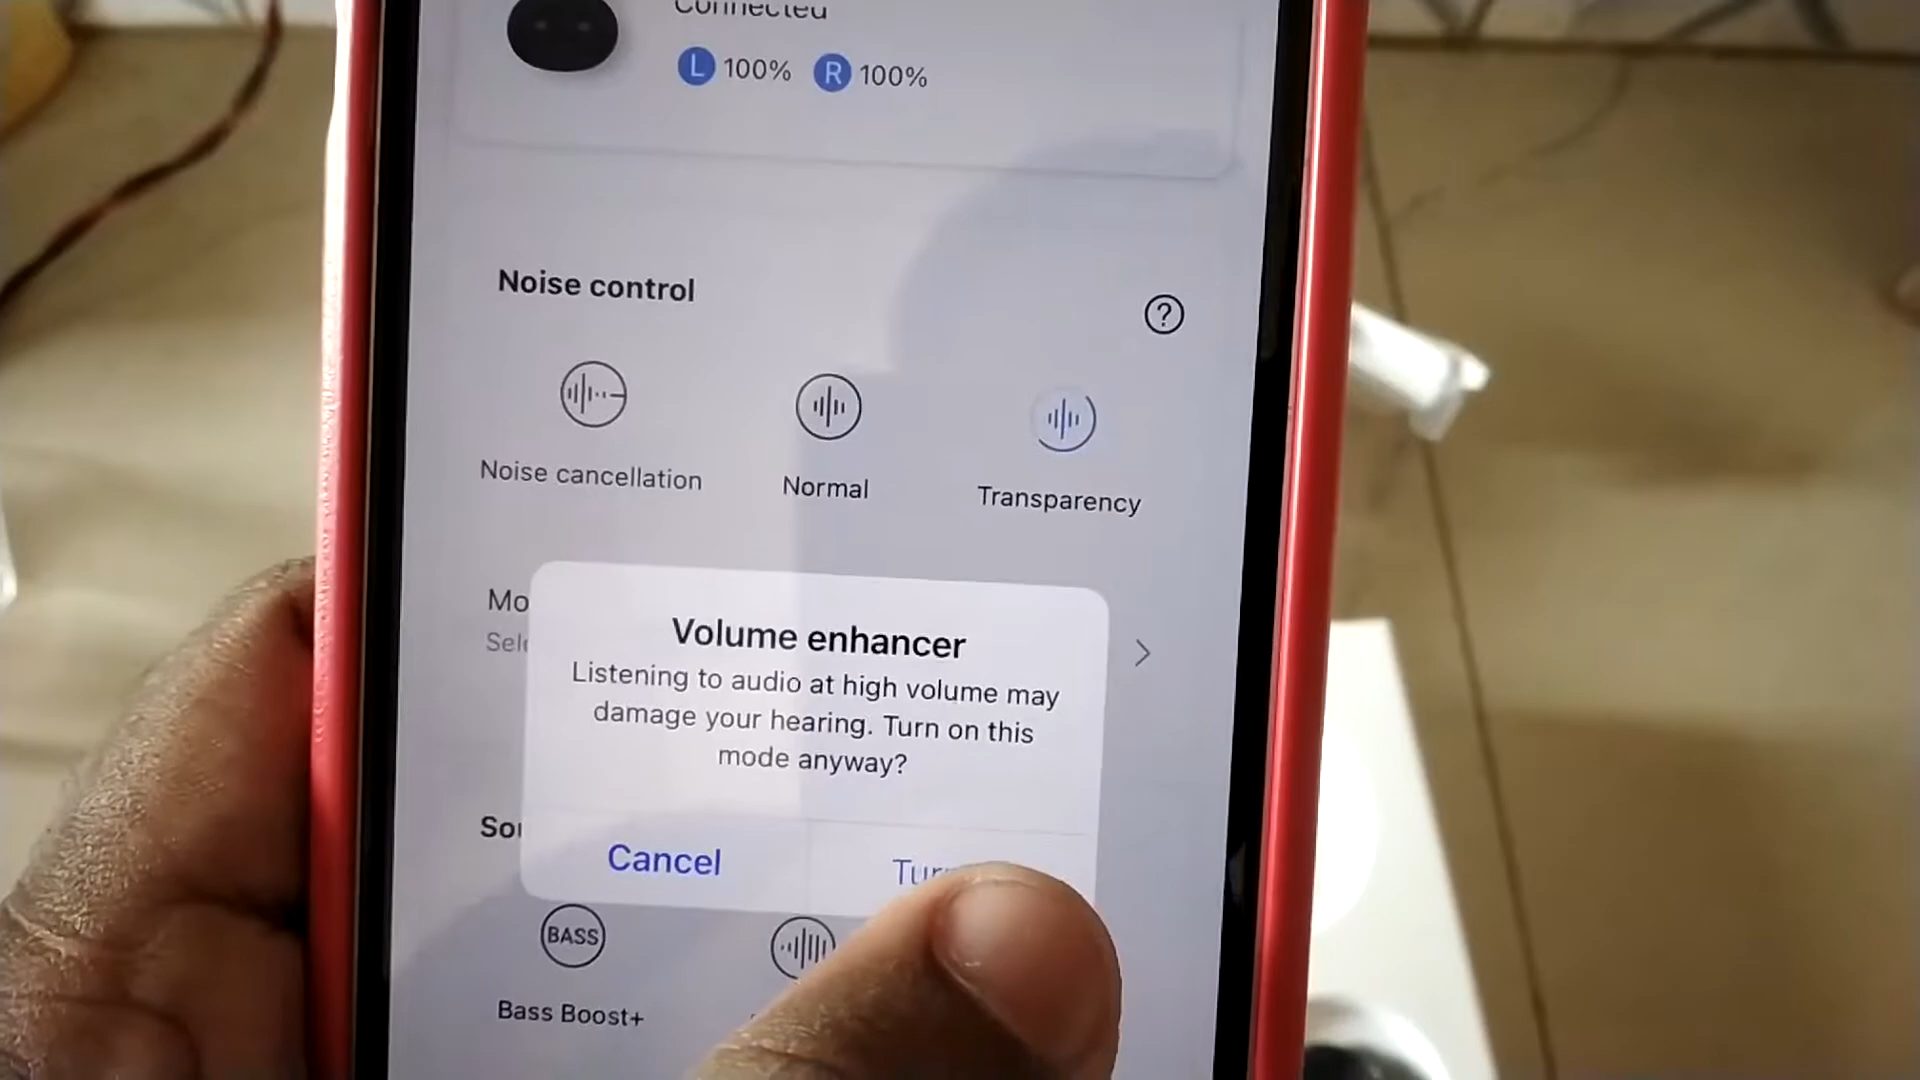 Connected
L 100% R 100%
Noise control
?
Noise cancellation
Normal
Transparency
Volume enhancer
Listening to audio at high volume may
damage your hearing. Turn on this
mode anyway?
Cancel
BASS
Bass Boost+